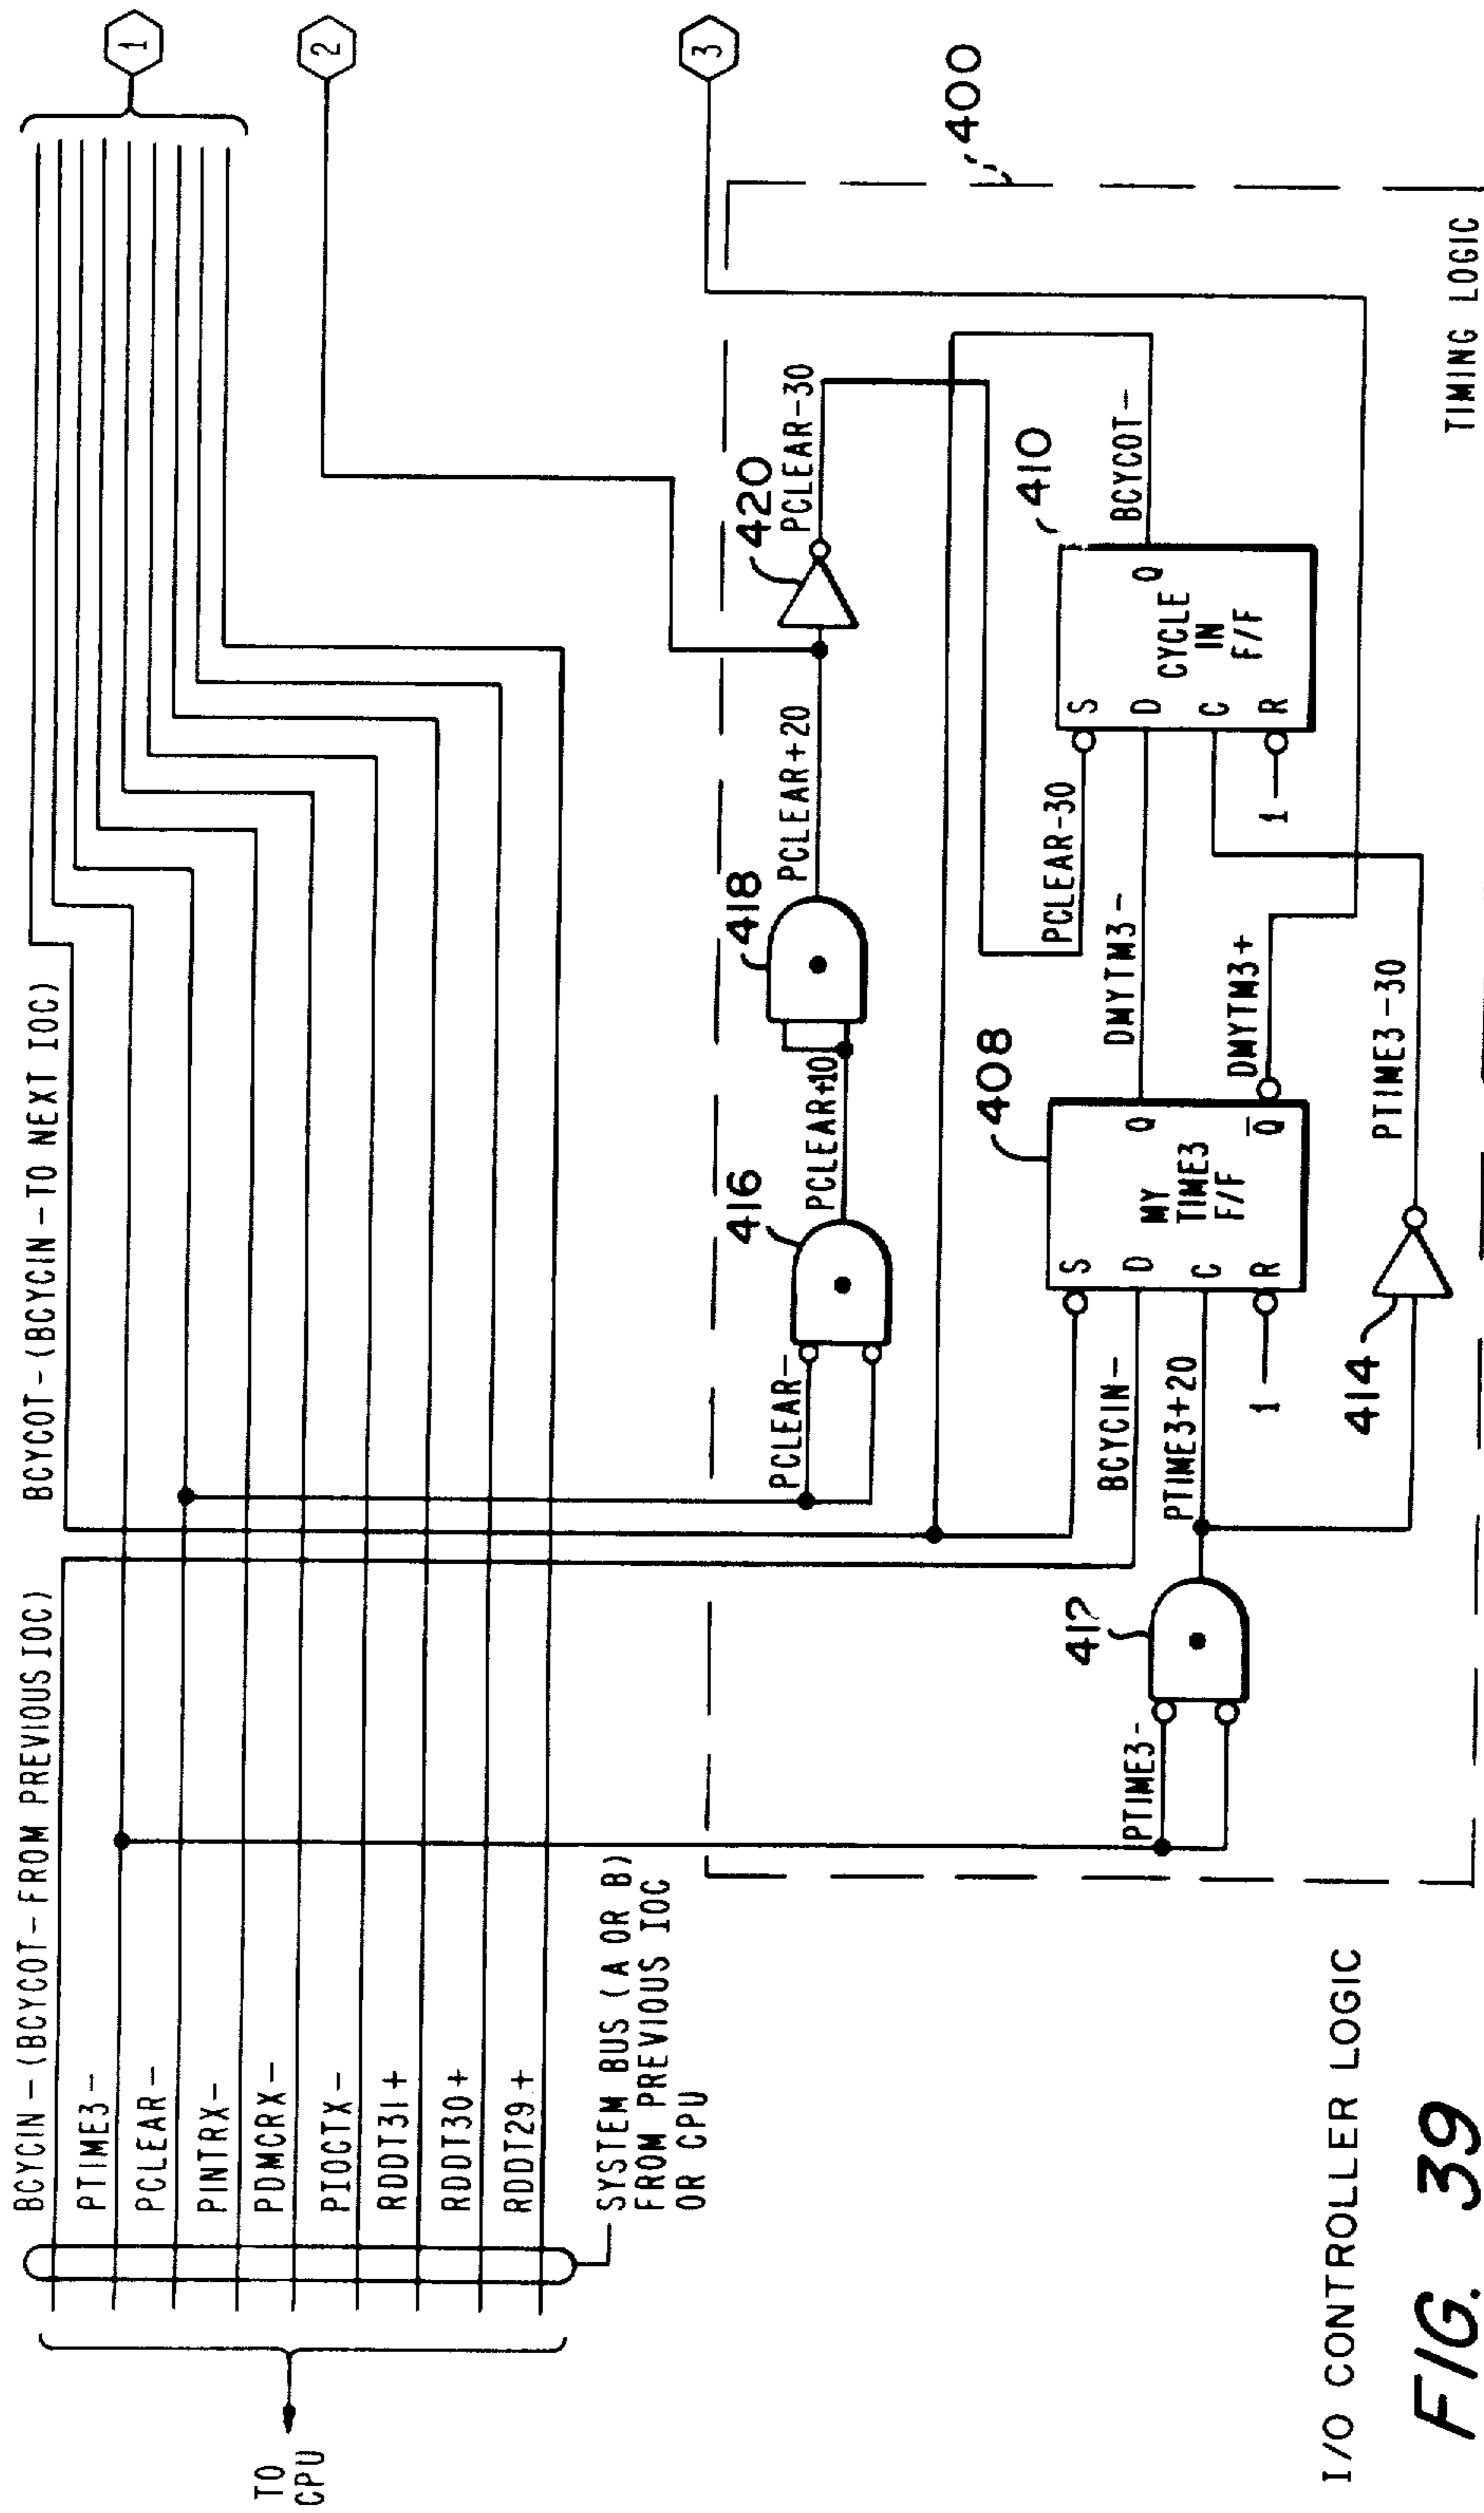 BCYCIN-(BCYCOT-FROM PREVIOUS IOC)
BCYCOT-(BCYCIN-TO NEXT IOC)
PTIME3-
PCLEAR-
PINTRX-
PDMCRX-
PIOCTX-
RDDT31+
RDDT30+
RDDT29+
TO
CPU
SYSTEM BUS (A OR B)
FROM PREVIOUS IOC
OR CPU
1
2
3
400
416
418
420
PCLEAR-
PCLEAR+10
PCLEAR+20
PCLEAR-30
408
410
PCLEAR-30
412
PTIME3-
BCYCIN-
PTIME3+20
1
S
D
C
R
MY
TIME3
F/F
Q
Q̅
DMYTM3-
DMYTM3+
S
D
C
R
CYCLE
IN
F/F
Q
BCYCOT-
1
414
PTIME3-30
TIMING LOGIC
I/O CONTROLLER LOGIC
FIG. 39